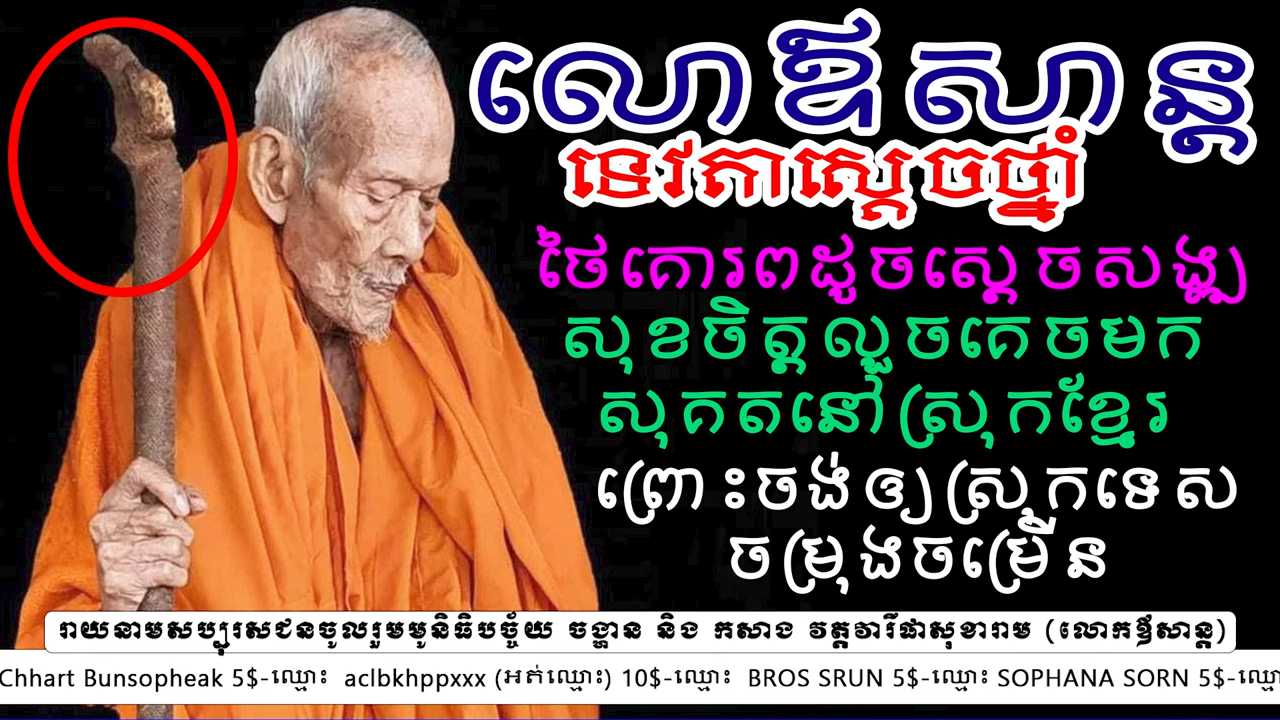 លោឪសាន្ត
ទេវតាស្ដេចថ្នាំ
ថៃគោរពដូចស្ដេចសង្ឃ
សុខចិត្តលួចគេចមក
សុគតនៅស្រុកខ្មែរ
ព្រោះចង់ឲ្យស្រុកទេស
ចម្រុងចម្រើន
រាយនាមសប្បុរសជនចូលរួមមូនិធិបច្ច័យ ចង្ហាន និង កសាង វត្តវារីផាសុខារាម (លោកឪសាន្ត)
Chhart Bunsopheak 5$-ឈ្មោះ aclbkhppxxx (អត់ឈ្មោះ) 10$-ឈ្មោះ BROS SRUN 5$-ឈ្មោះ SOPHANA SORN 5$-ឈ្មោ